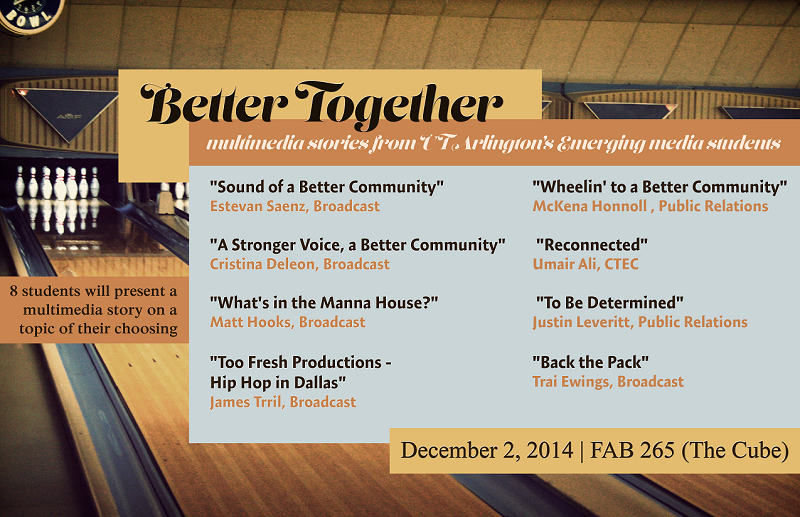 BOWL
AMF
Better Together
multimedia stories from UT Arlington's Emerging media students
"Sound of a Better Community"
Estevan Saenz, Broadcast
"A Stronger Voice, a Better Community"
Cristina Deleon, Broadcast
"What's in the Manna House?"
Matt Hooks, Broadcast
"Too Fresh Productions -
Hip Hop in Dallas"
James Trril, Broadcast
"Wheelin' to a Better Community"
McKena Honnoll , Public Relations
"Reconnected"
Umair Ali, CTEC
"To Be Determined"
Justin Leveritt, Public Relations
"Back the Pack"
Trai Ewings, Broadcast
8 students will present a
multimedia story on a
topic of their choosing
December 2, 2014 | FAB 265 (The Cube)